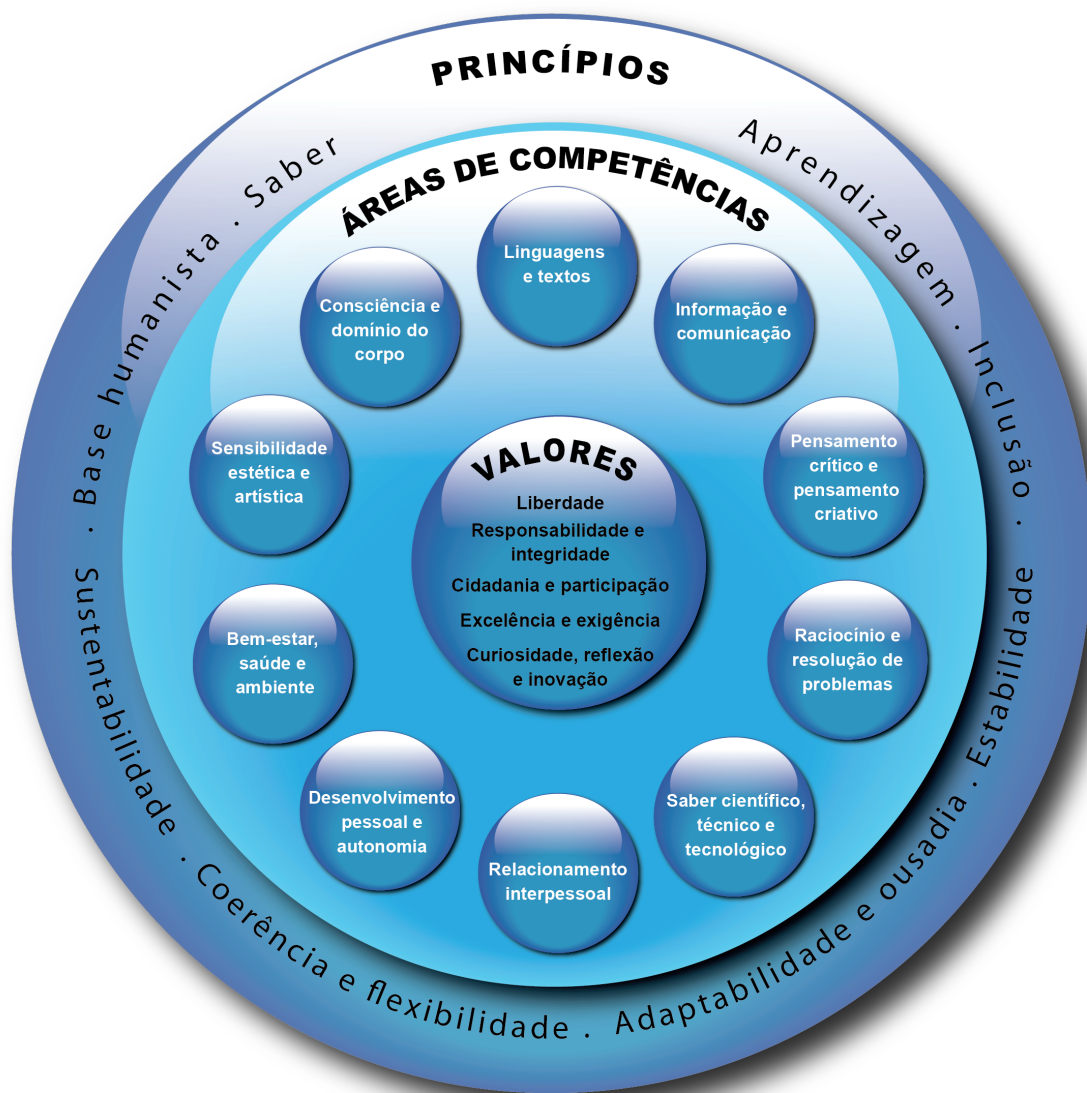 PRINCÍPIOS
. Base humanista . Saber
Aprendizagem . Inclusão .
Sustentabilidade . Coerência e flexibilidade . Adaptabilidade e ousadia . Estabilidade
ÁREAS DE COMPETÊNCIAS
Linguagens
e textos
Informação e
comunicação
Pensamento
crítico e
pensamento
criativo
Raciocínio e
resolução de
problemas
Saber científico,
técnico e
tecnológico
Relacionamento
interpessoal
Desenvolvimento
pessoal e
autonomia
Bem-estar,
saúde e
ambiente
Sensibilidade
estética e
artística
Consciência e
domínio do
corpo
VALORES
Liberdade
Responsabilidade e
integridade
Cidadania e participação
Excelência e exigência
Curiosidade, reflexão
e inovação